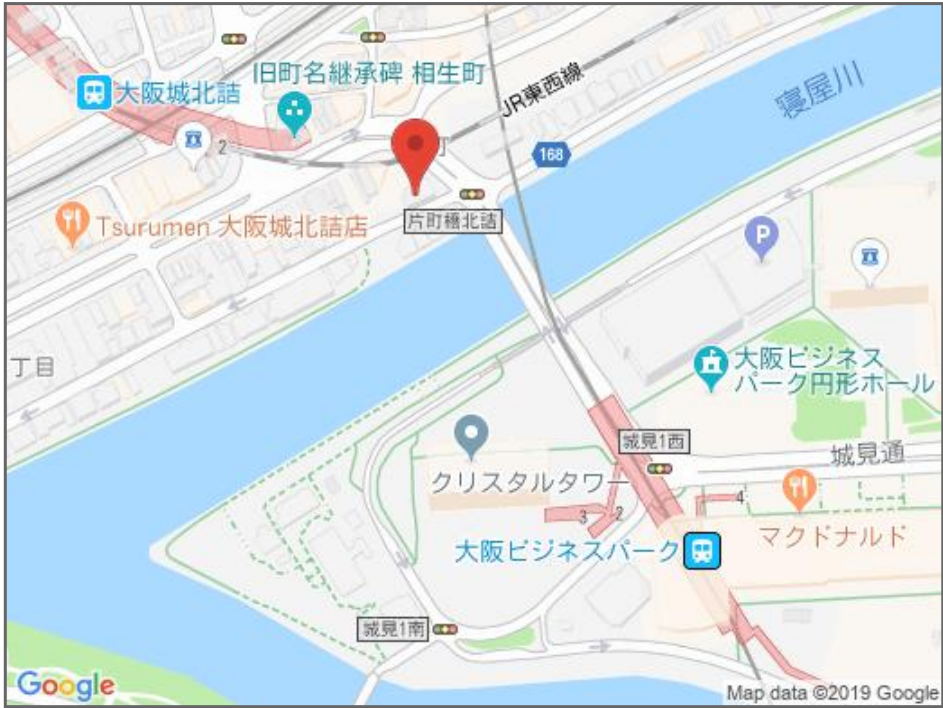 旧町名継承碑 相生町
大阪城北詰
JR東西線
寝屋川
2
丁
168
片町橋北詰
Tsurumen 大阪城北詰店
P
丁目
大阪ビジネス
パーク円形ホール
城見1西
城見通
クリスタルタワー
4
3
2
マクドナルド
大阪ビジネスパーク
城見1南
Google
Map data ©2019 Google